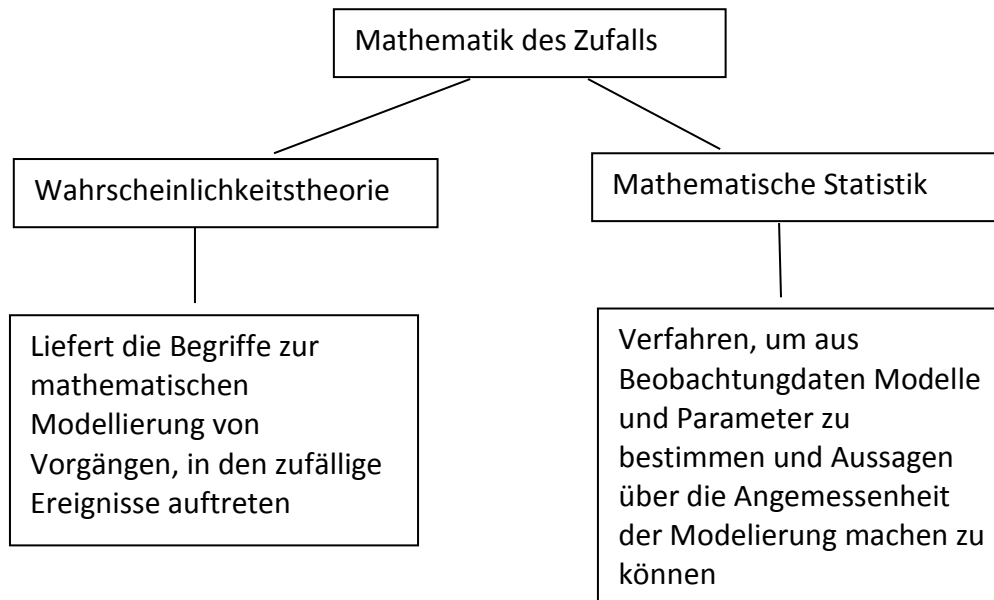 Mathematik des Zufalls
Wahrscheinlichkeitstheorie
Mathematische Statistik
Liefert die Begriffe zur
mathematischen
Modellierung von
Vorgängen, in den zufällige
Ereignisse auftreten
Verfahren, um aus
Beobachtungdaten Modelle
und Parameter zu
bestimmen und Aussagen
über die Angemessenheit
der Modelierung machen zu
können